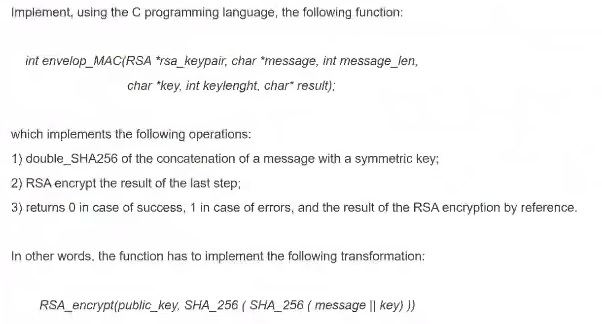 Implement, using the C programming language, the following function:
int envelop_MAC(RSA *rsa_keypair, char *message, int message_len,
char *key, int keylenght, char* result);
which implements the following operations:
1) double_SHA256 of the concatenation of a message with a symmetric key;
2) RSA encrypt the result of the last step;
3) returns 0 in case of success, 1 in case of errors, and the result of the RSA encryption by reference.
In other words, the function has to implement the following transformation:
RSA_encrypt(public_key, SHA_256 ( SHA_256 ( message || key) ))